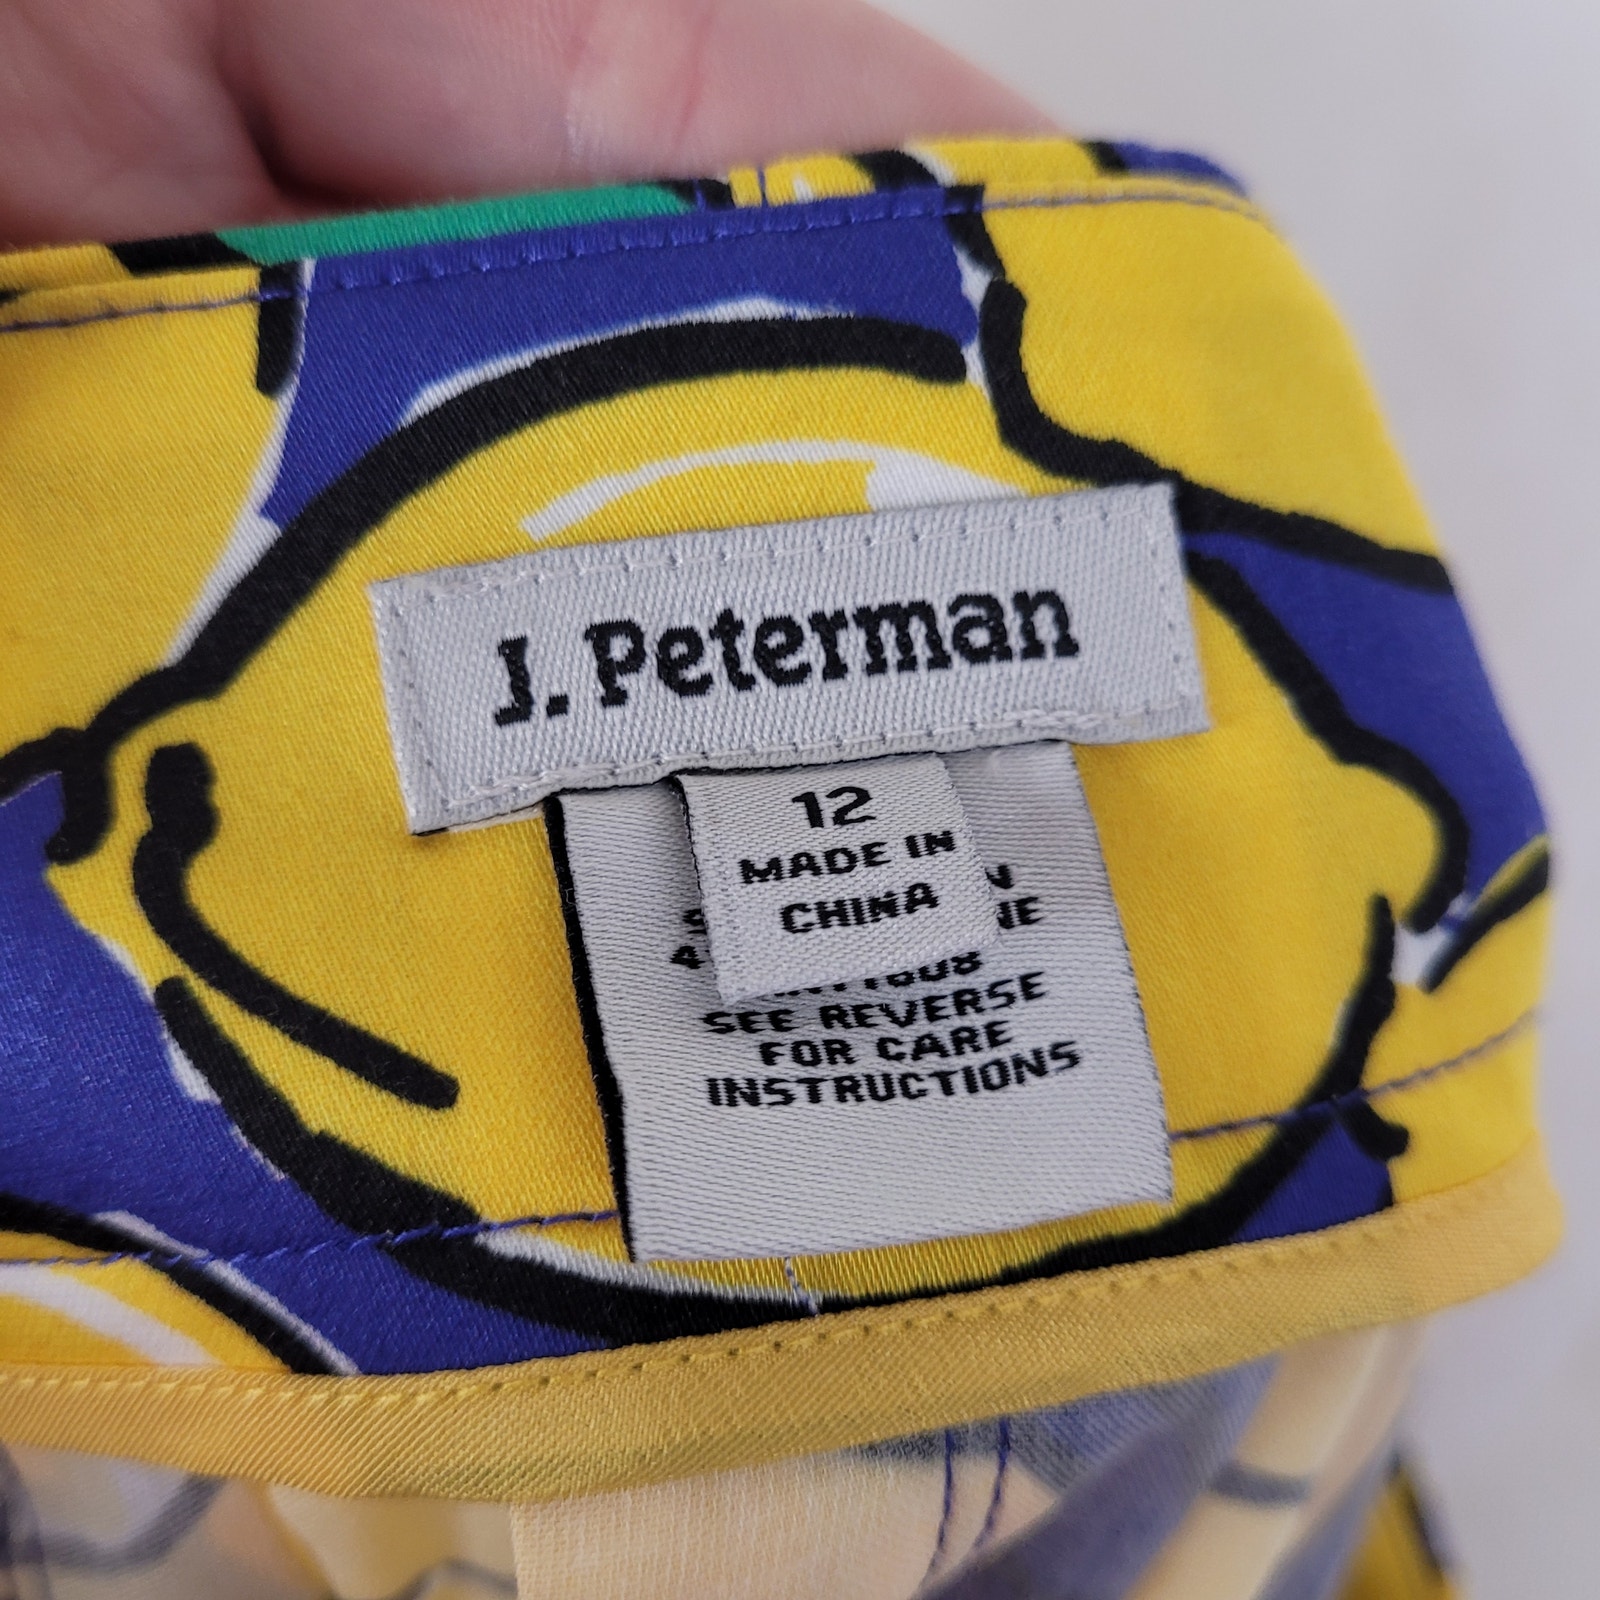 J. Peterman
12
MADE IN
CHINA
SEE REVERSE
FOR CARE
INSTRUCTIONS